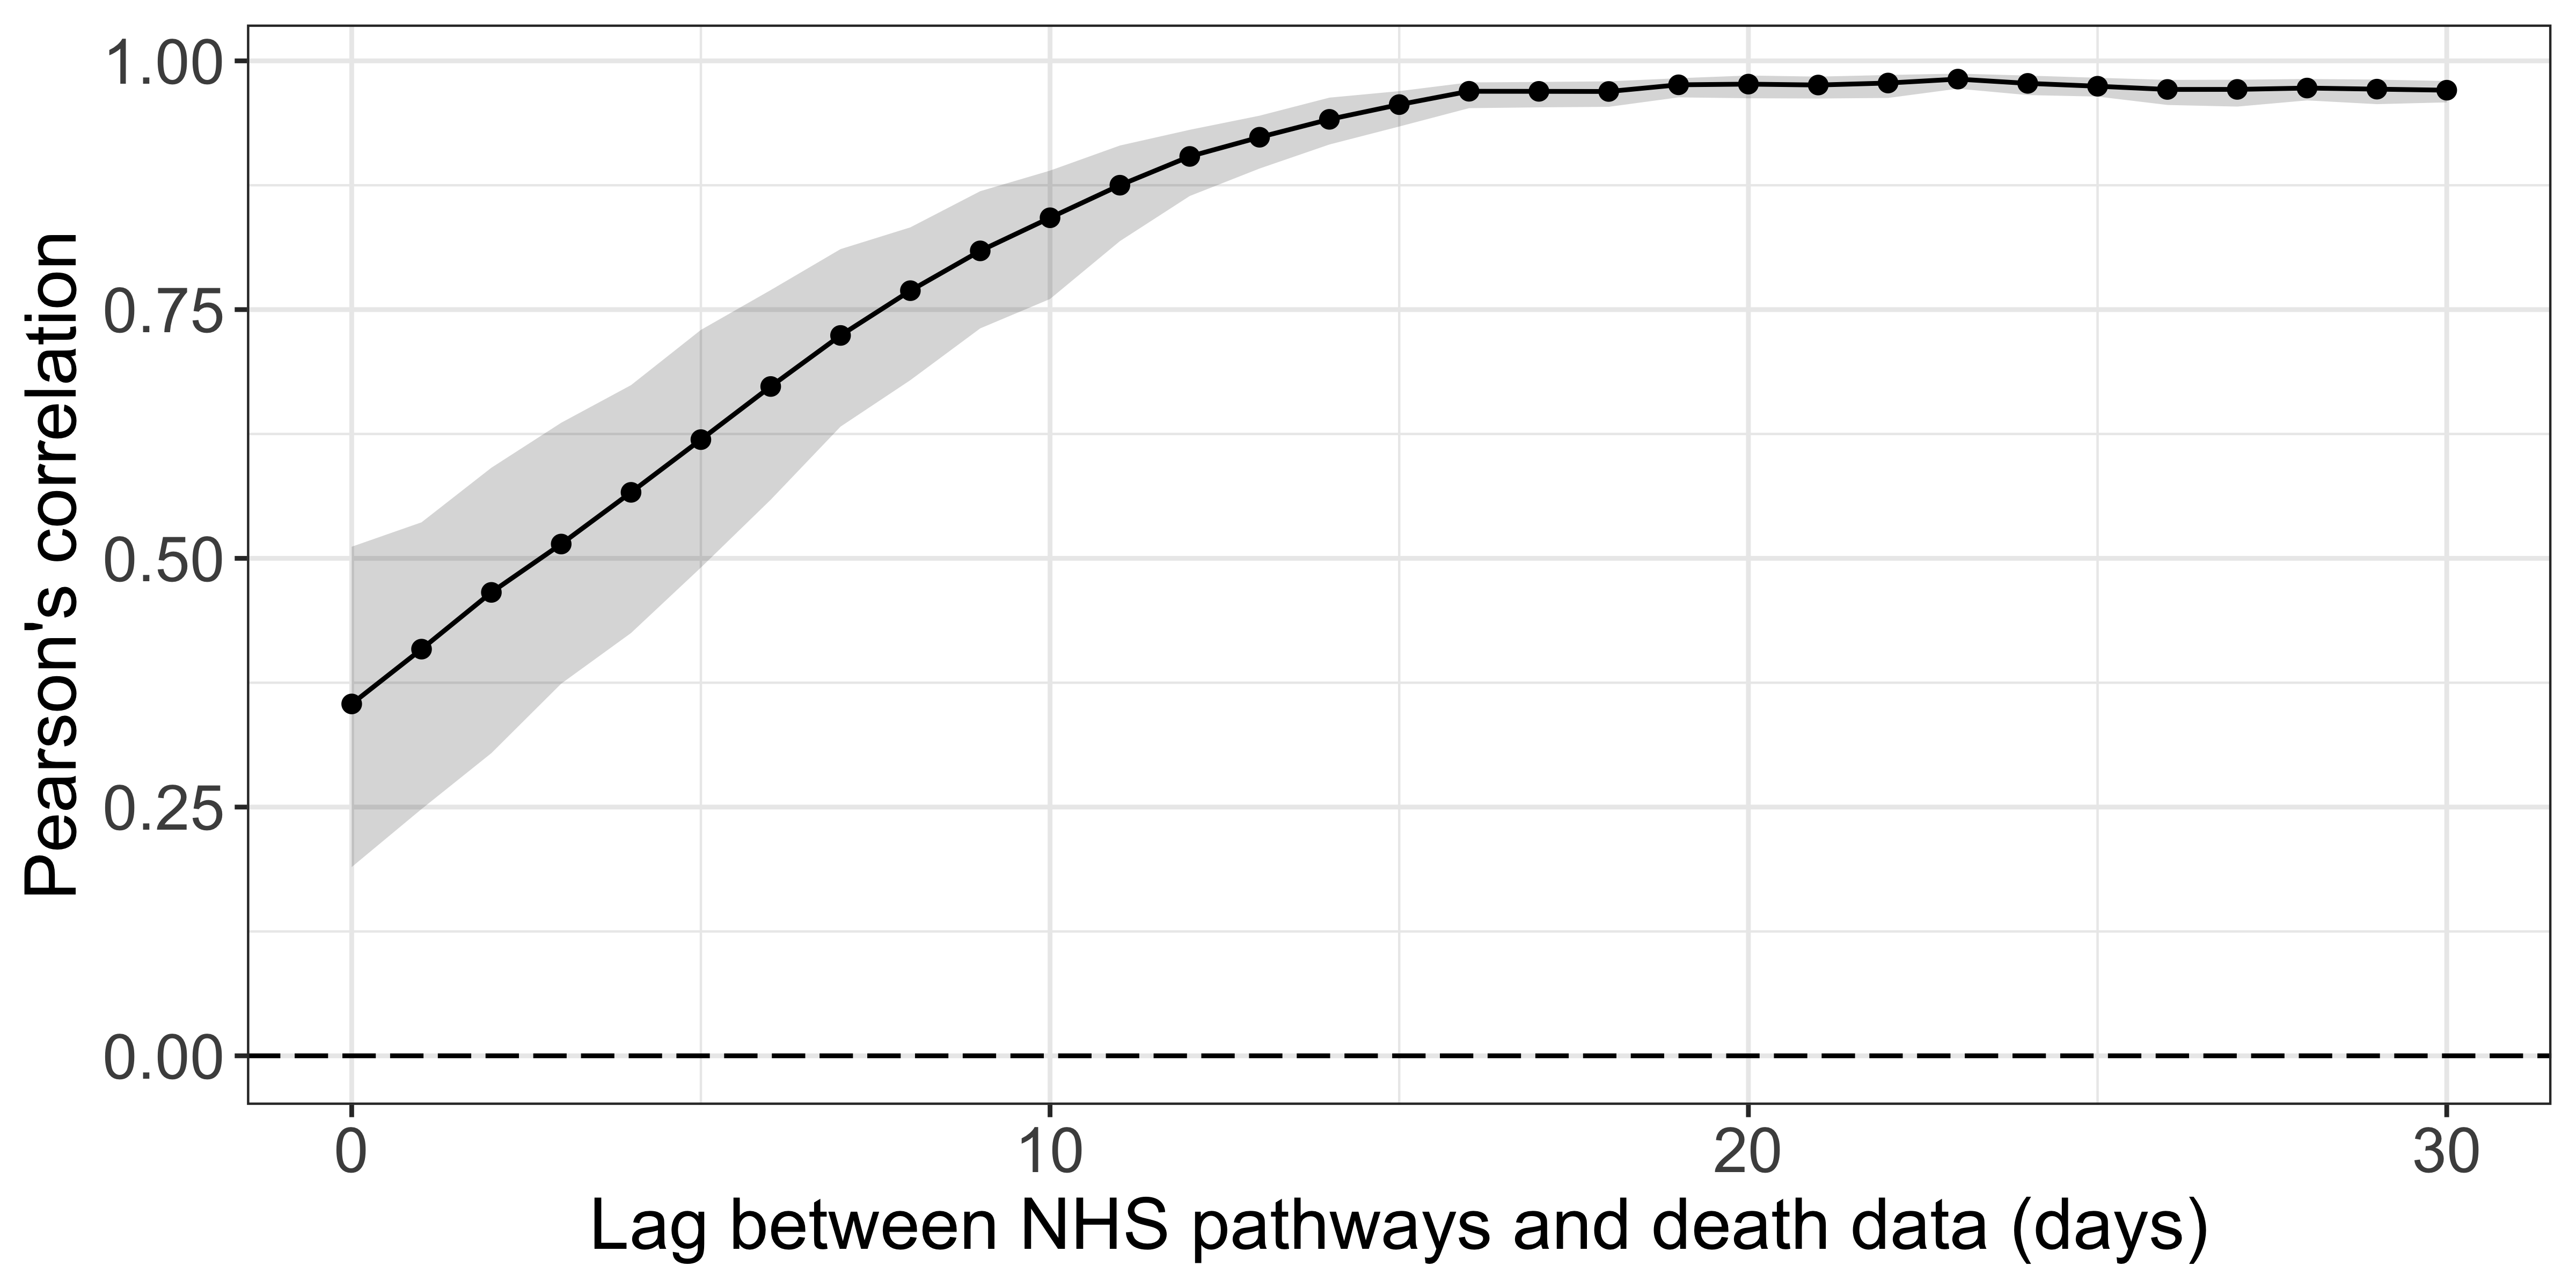 Pearson's correlation
1.00
0.75
0.50
0.25
0.00
0 10 20 30
Lag between NHS pathways and death data (days)